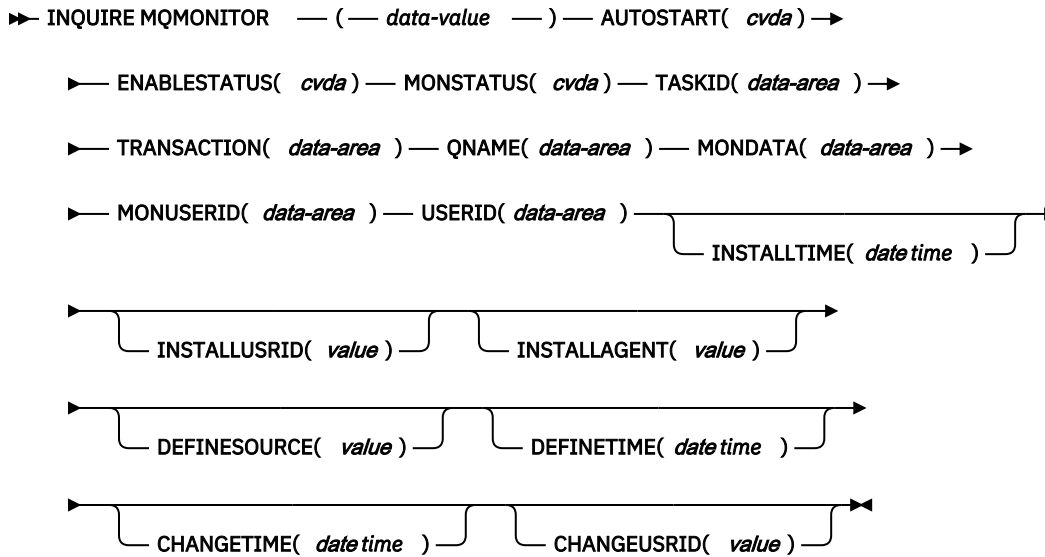 INQUIRE MQMONITOR ( data-value ) AUTOSTART( cvda )
ENABLESTATUS( cvda ) MONSTATUS( cvda ) TASKID( data-area )
TRANSACTION( data-area ) QNAME( data-area ) MONDATA( data-area )
MONUSERID( data-area ) USERID( data-area )
INSTALLTIME( date time )
INSTALLUSRID( value ) INSTALLAGENT( value )
DEFINESOURCE( value ) DEFINETIME( date time )
CHANGETIME( date time ) CHANGEUSRID( value )